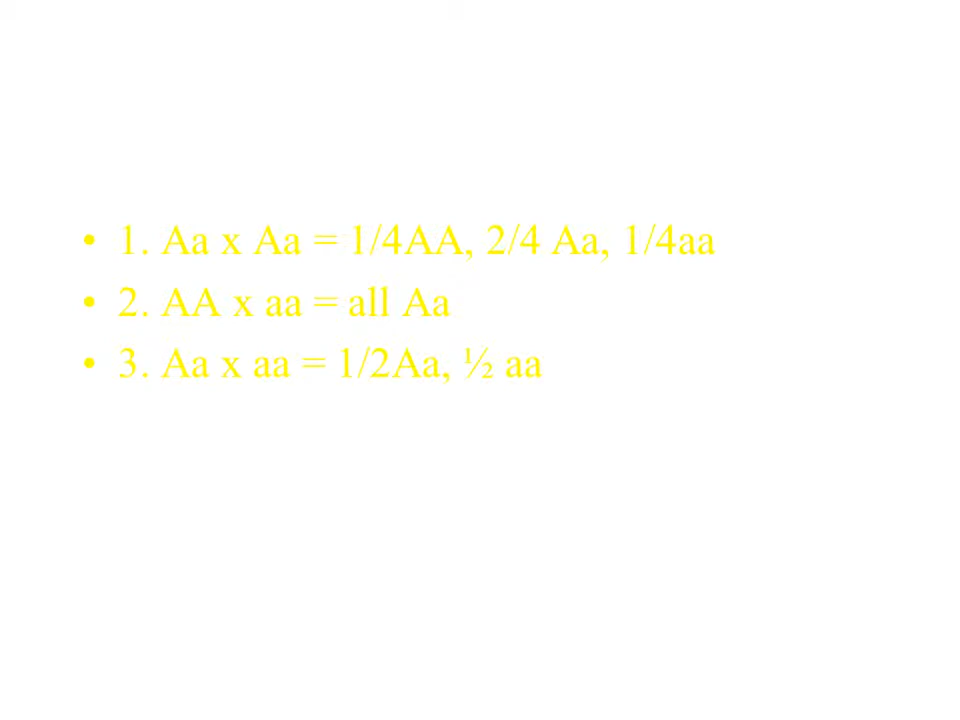 • 1. Aa x Aa = 1/4AA, 2/4 Aa, 1/4aa
• 2. AA x aa = all Aa
• 3. Aa x aa = 1/2Aa, ½ aa